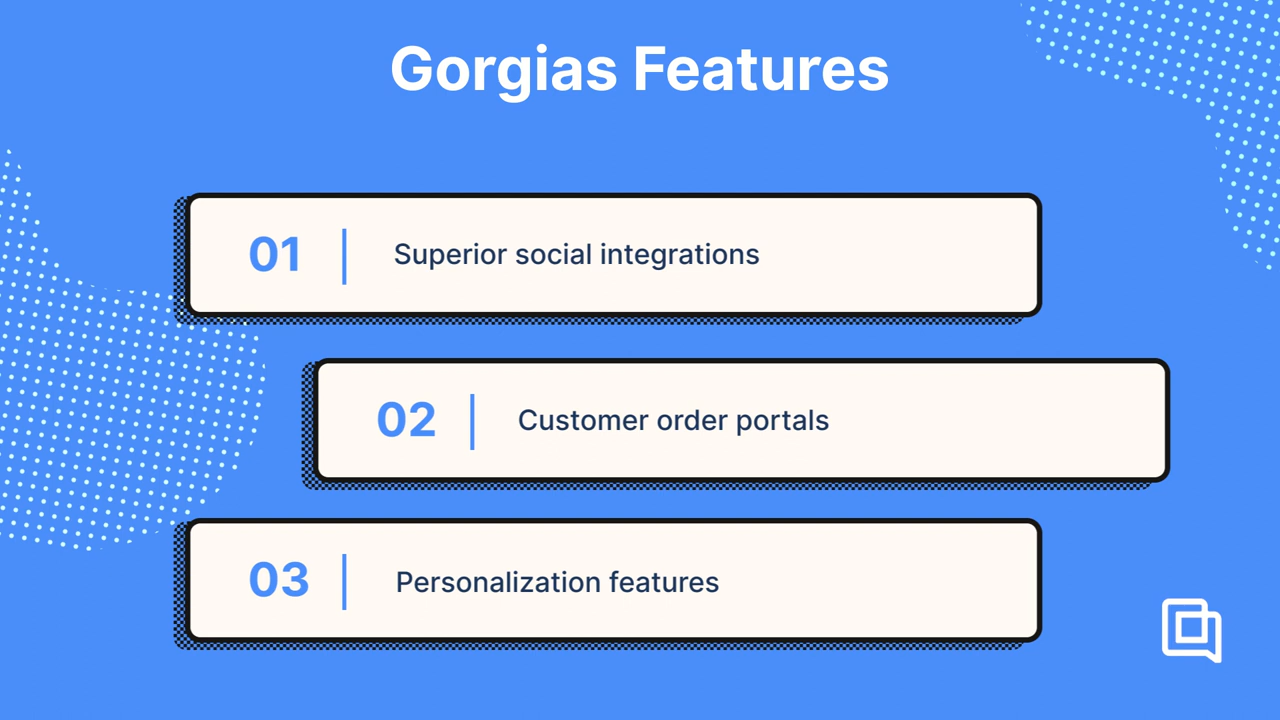 Gorgias Features
01 Superior social integrations
02 Customer order portals
03 Personalization features